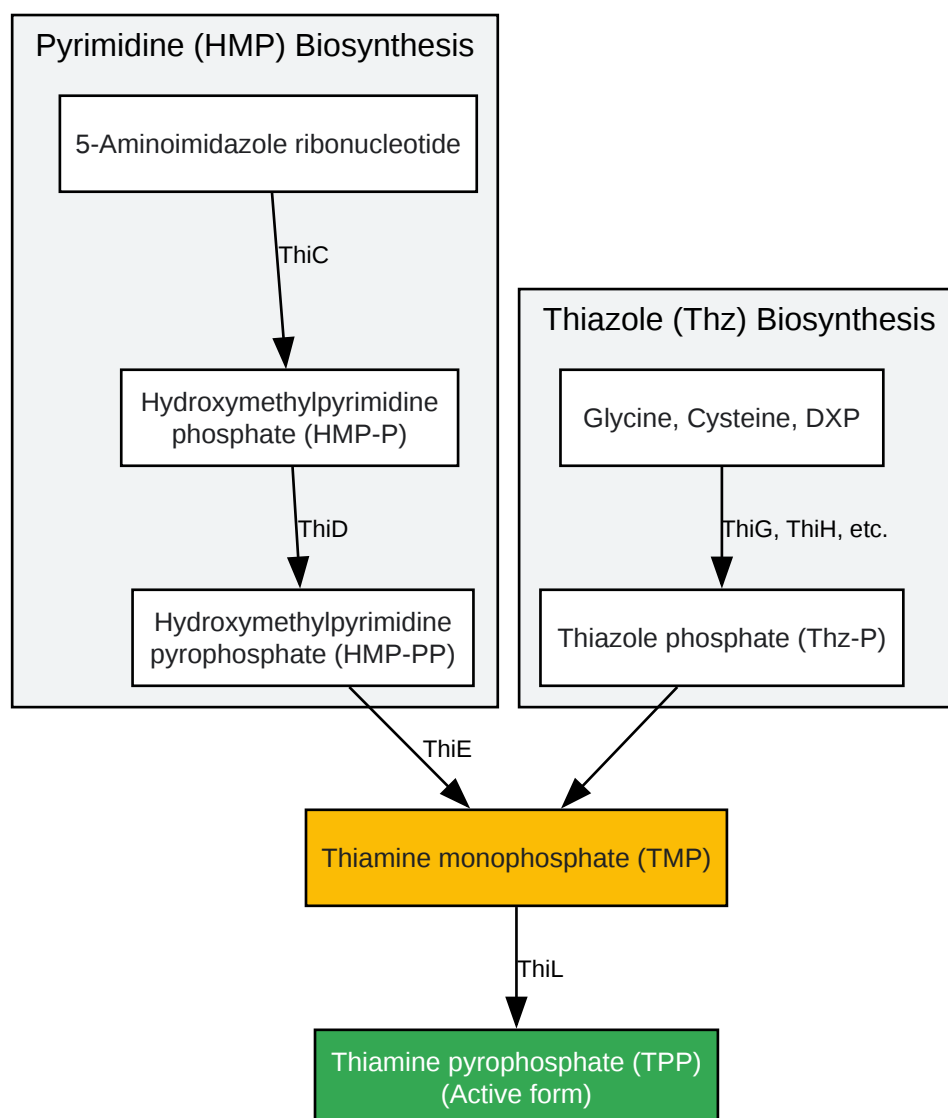 Pyrimidine (HMP) Biosynthesis
5-Aminoimidazole ribonucleotide
ThiC
Hydroxymethylpyrimidine
phosphate (HMP-P)
ThiD
Hydroxymethylpyrimidine
pyrophosphate (HMP-PP)
Thiazole (Thz) Biosynthesis
Glycine, Cysteine, DXP
ThiG, ThiH, etc.
Thiazole phosphate (Thz-P)
ThiE
Thiamine monophosphate (TMP)
ThiL
Thiamine pyrophosphate (TPP)
(Active form)